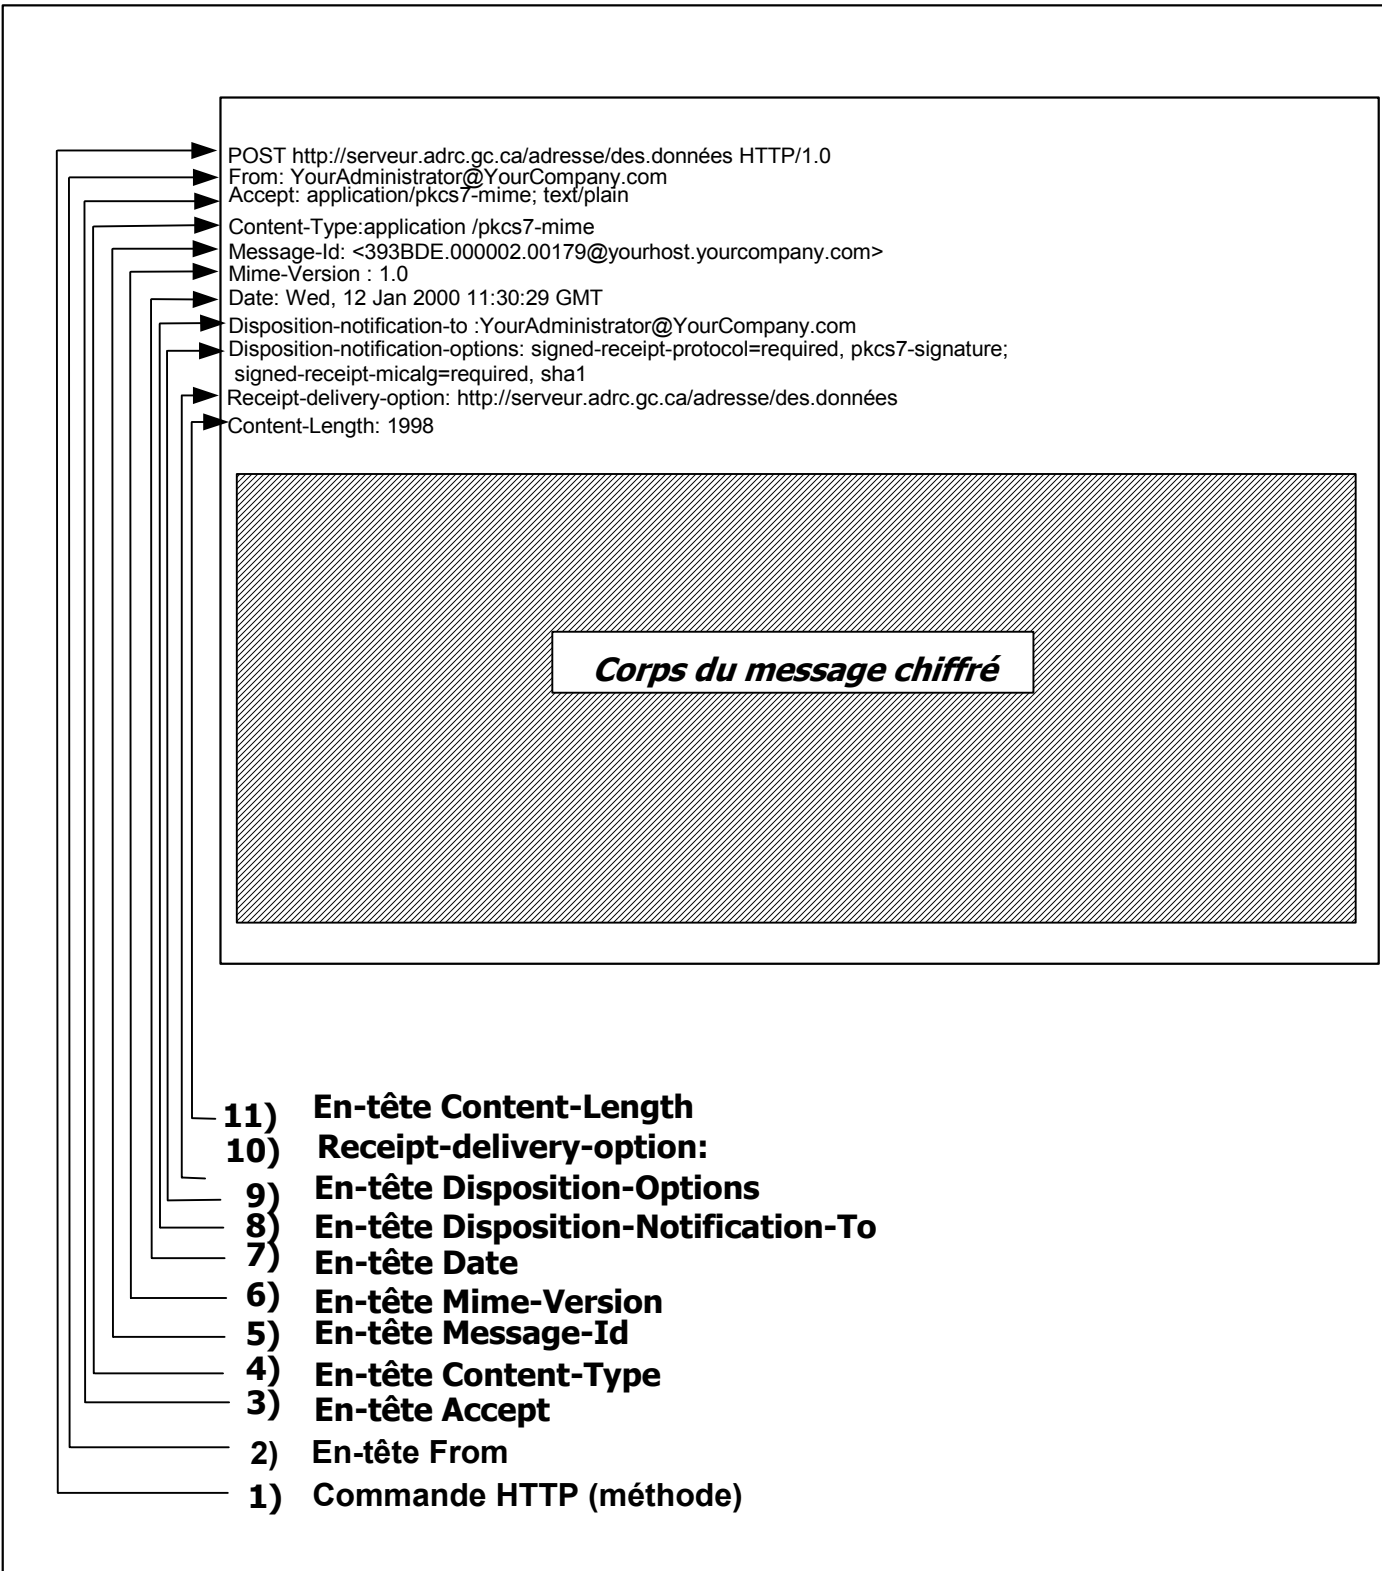 POST http://serveur.adrc.gc.ca/adresse/des.données HTTP/1.0
From: YourAdministrator@YourCompany.com
Accept: application/pkcs7-mime; text/plain
Content-Type:application /pkcs7-mime
Message-Id: <393BDE.000002.00179@yourhost.yourcompany.com>
Mime-Version : 1.0
Date: Wed, 12 Jan 2000 11:30:29 GMT
Disposition-notification-to :YourAdministrator@YourCompany.com
Disposition-notification-options: signed-receipt-protocol=required, pkcs7-signature;
signed-receipt-micalg=required, sha1
Receipt-delivery-option: http://serveur.adrc.gc.ca/adresse/des.données
Content-Length: 1998
Corps du message chiffré
11) En-tête Content-Length
10) Receipt-delivery-option:
9) En-tête Disposition-Options
8) En-tête Disposition-Notification-To
7) En-tête Date
6) En-tête Mime-Version
5) En-tête Message-Id
4) En-tête Content-Type
3) En-tête Accept
2) En-tête From
1) Commande HTTP (méthode)